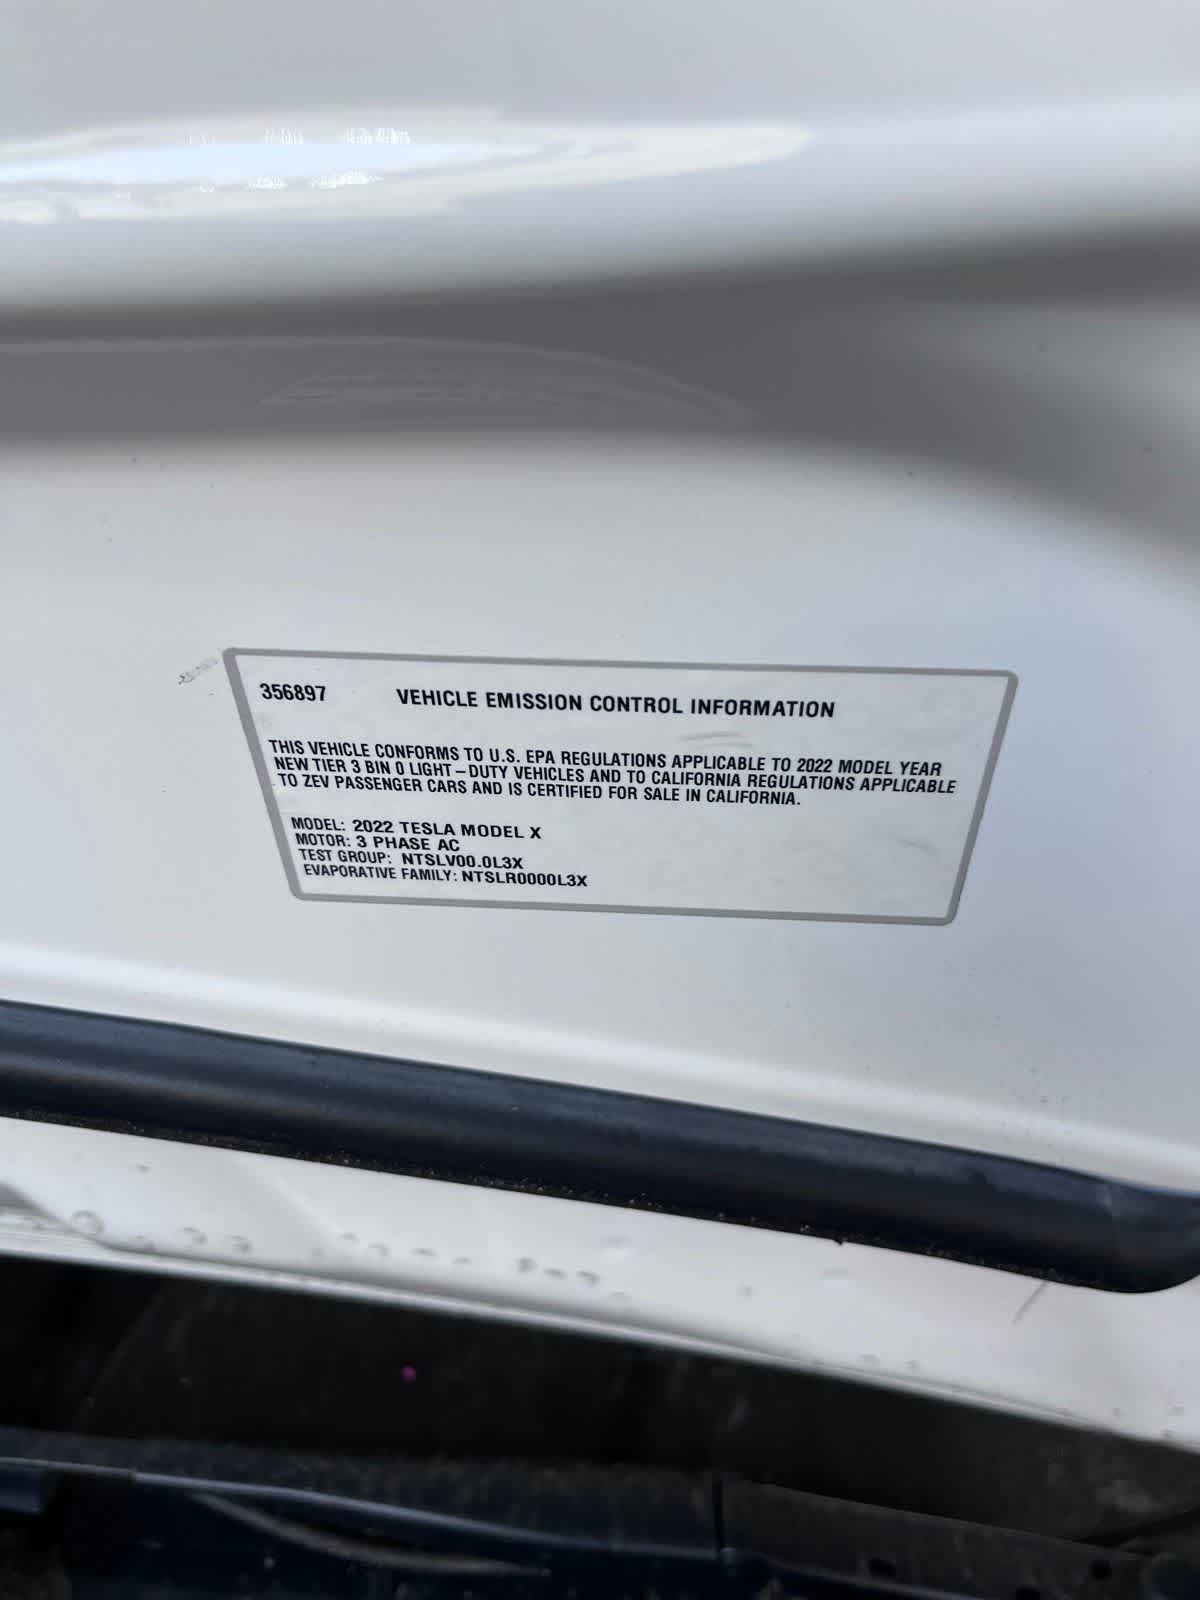 356897 VEHICLE EMISSION CONTROL INFORMATION
THIS VEHICLE CONFORMS TO U.S. EPA REGULATIONS APPLICABLE TO 2022 MODEL YEAR
NEW TIER 3 BIN 0 LIGHT-DUTY VEHICLES AND TO CALIFORNIA REGULATIONS APPLICABLE
TO ZEV PASSENGER CARS AND IS CERTIFIED FOR SALE IN CALIFORNIA.
MODEL: 2022 TESLA MODEL X
MOTOR: 3 PHASE AC
TEST GROUP: NTSLV00.0L3X
EVAPORATIVE FAMILY: NTSLR0000L3X